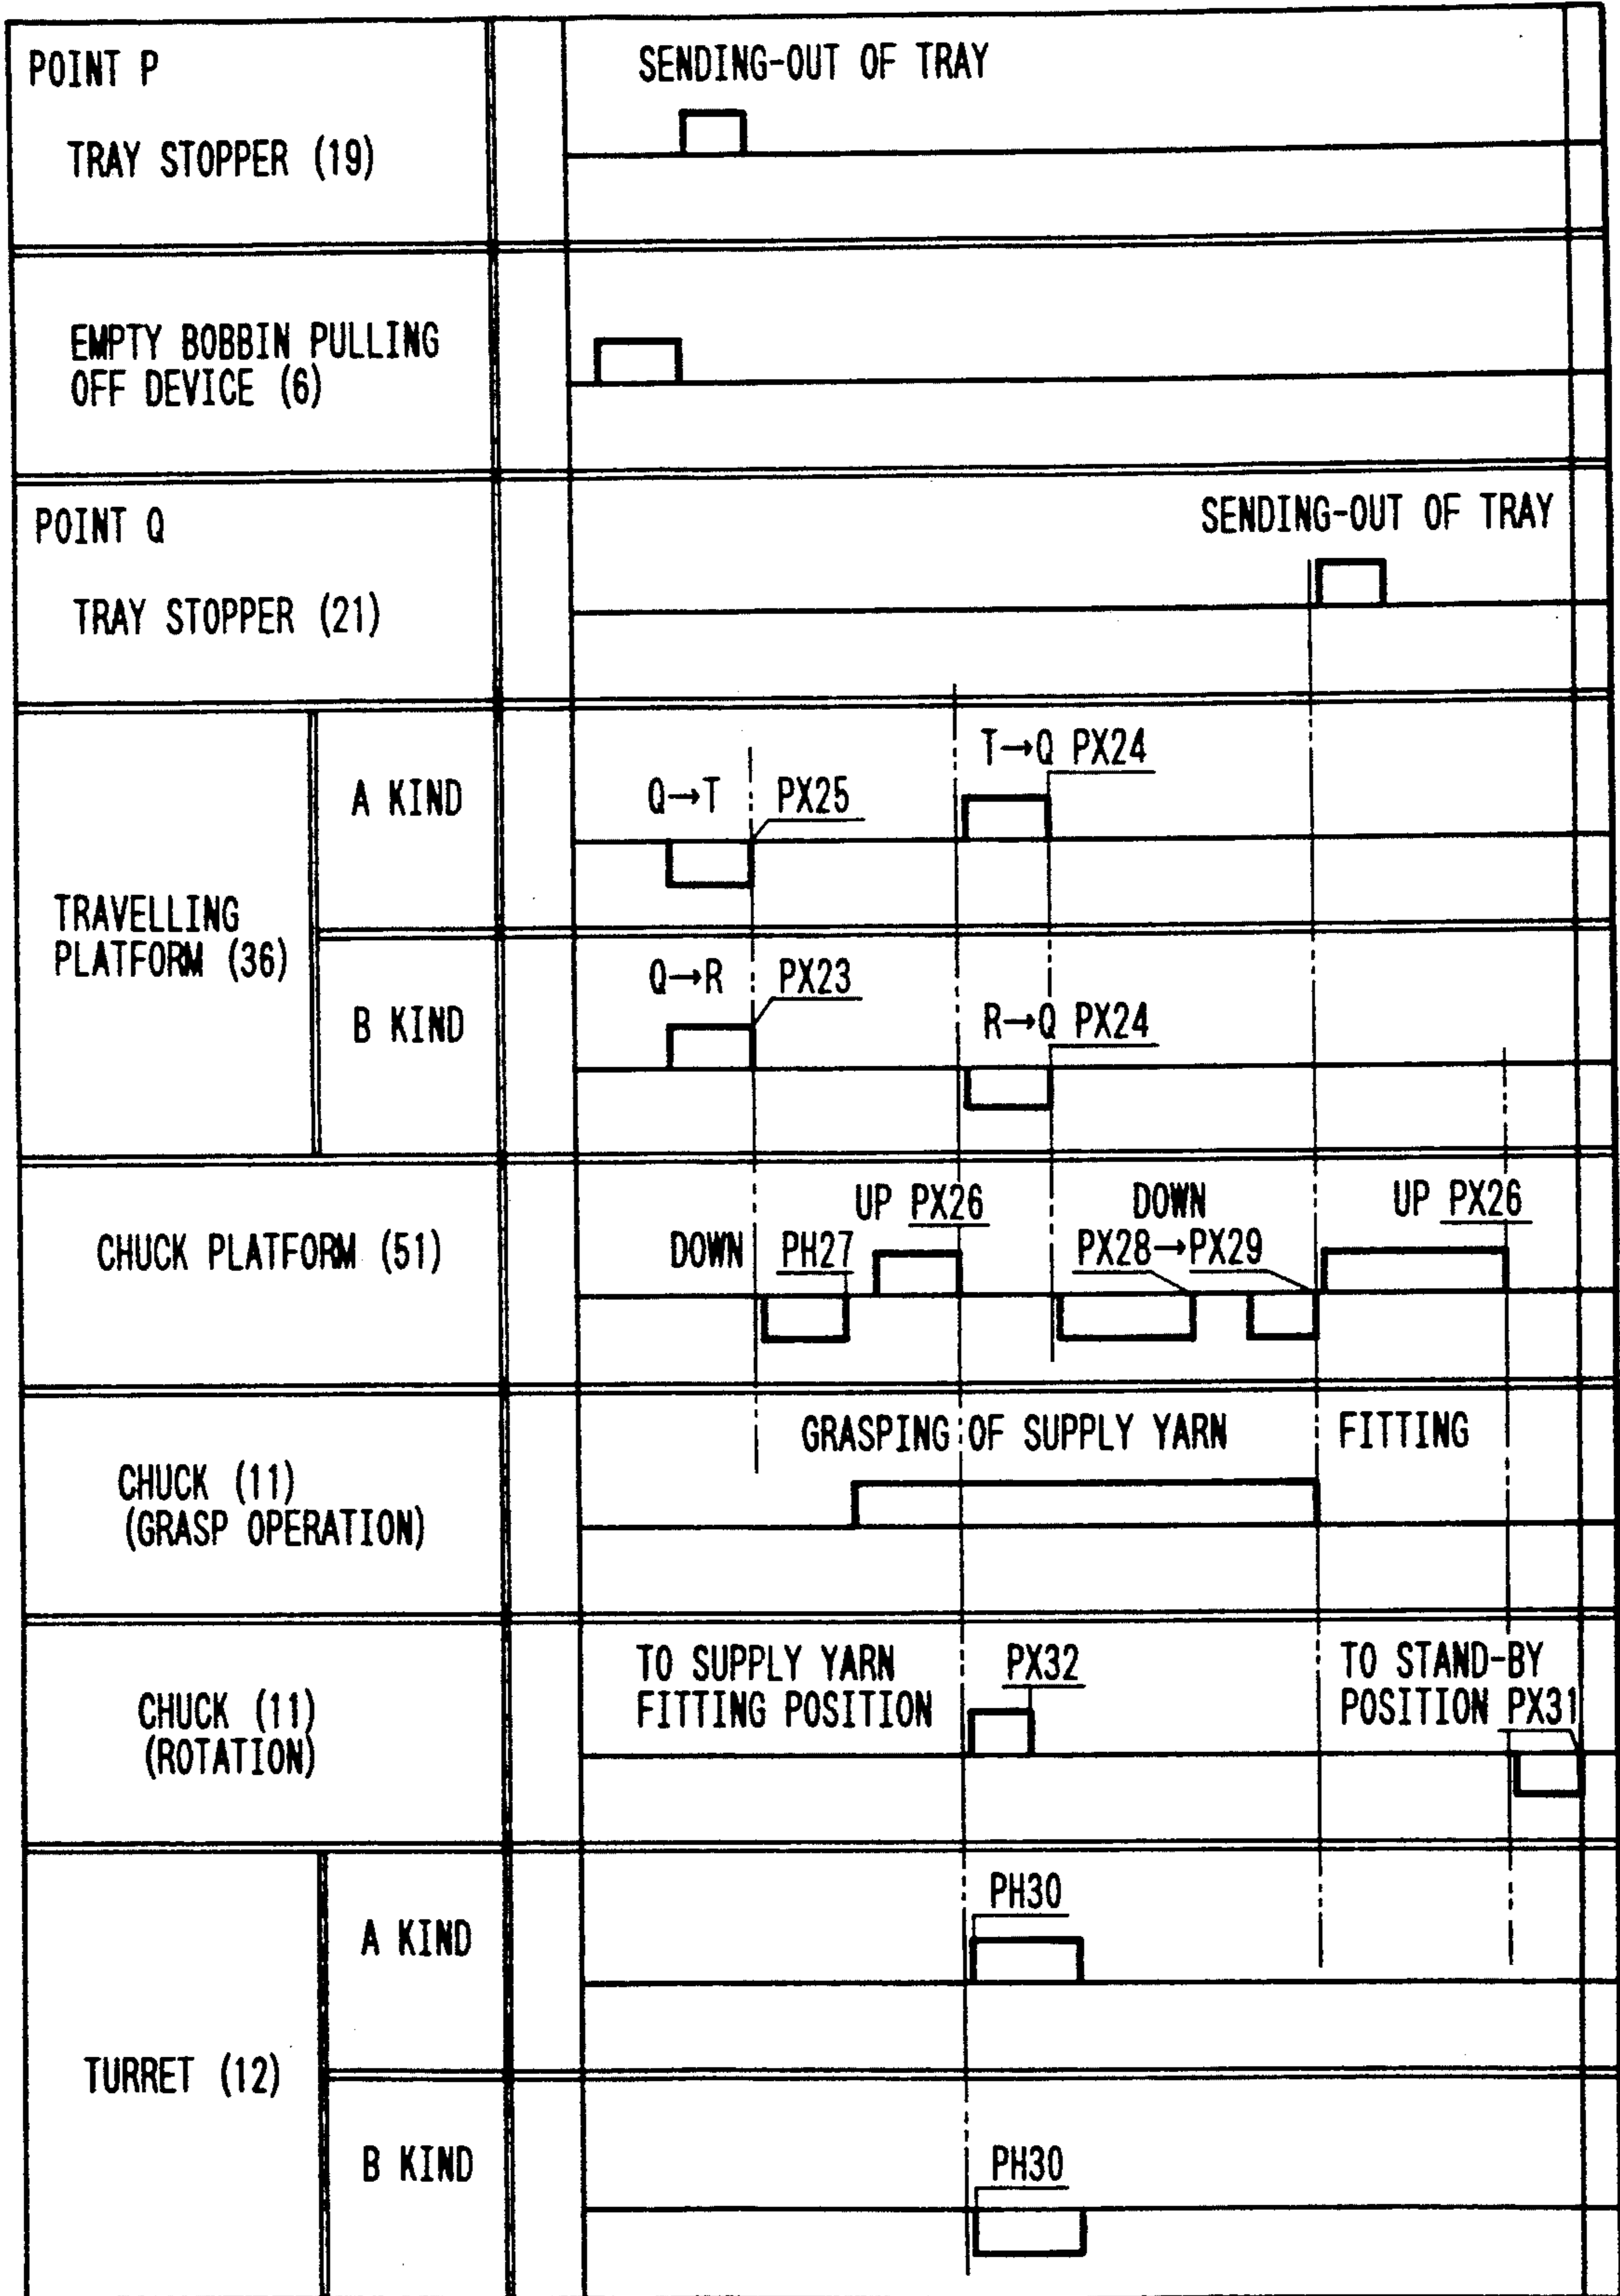 POINT P
SENDING-OUT OF TRAY
TRAY STOPPER (19)
EMPTY BOBBIN PULLING
OFF DEVICE (6)
POINT Q
SENDING-OUT OF TRAY
TRAY STOPPER (21)
TRAVELLING
PLATFORM (36)
A KIND
Q→T PX25
T→Q PX24
B KIND
Q→R PX23
R→Q PX24
CHUCK PLATFORM (51)
DOWN PH27
UP PX26
DOWN
PX28→PX29
UP PX26
CHUCK (11)
(GRASP OPERATION)
GRASPING OF SUPPLY YARN
FITTING
CHUCK (11)
(ROTATION)
TO SUPPLY YARN
FITTING POSITION
PX32
TO STAND-BY
POSITION PX31
TURRET (12)
A KIND
PH30
B KIND
PH30